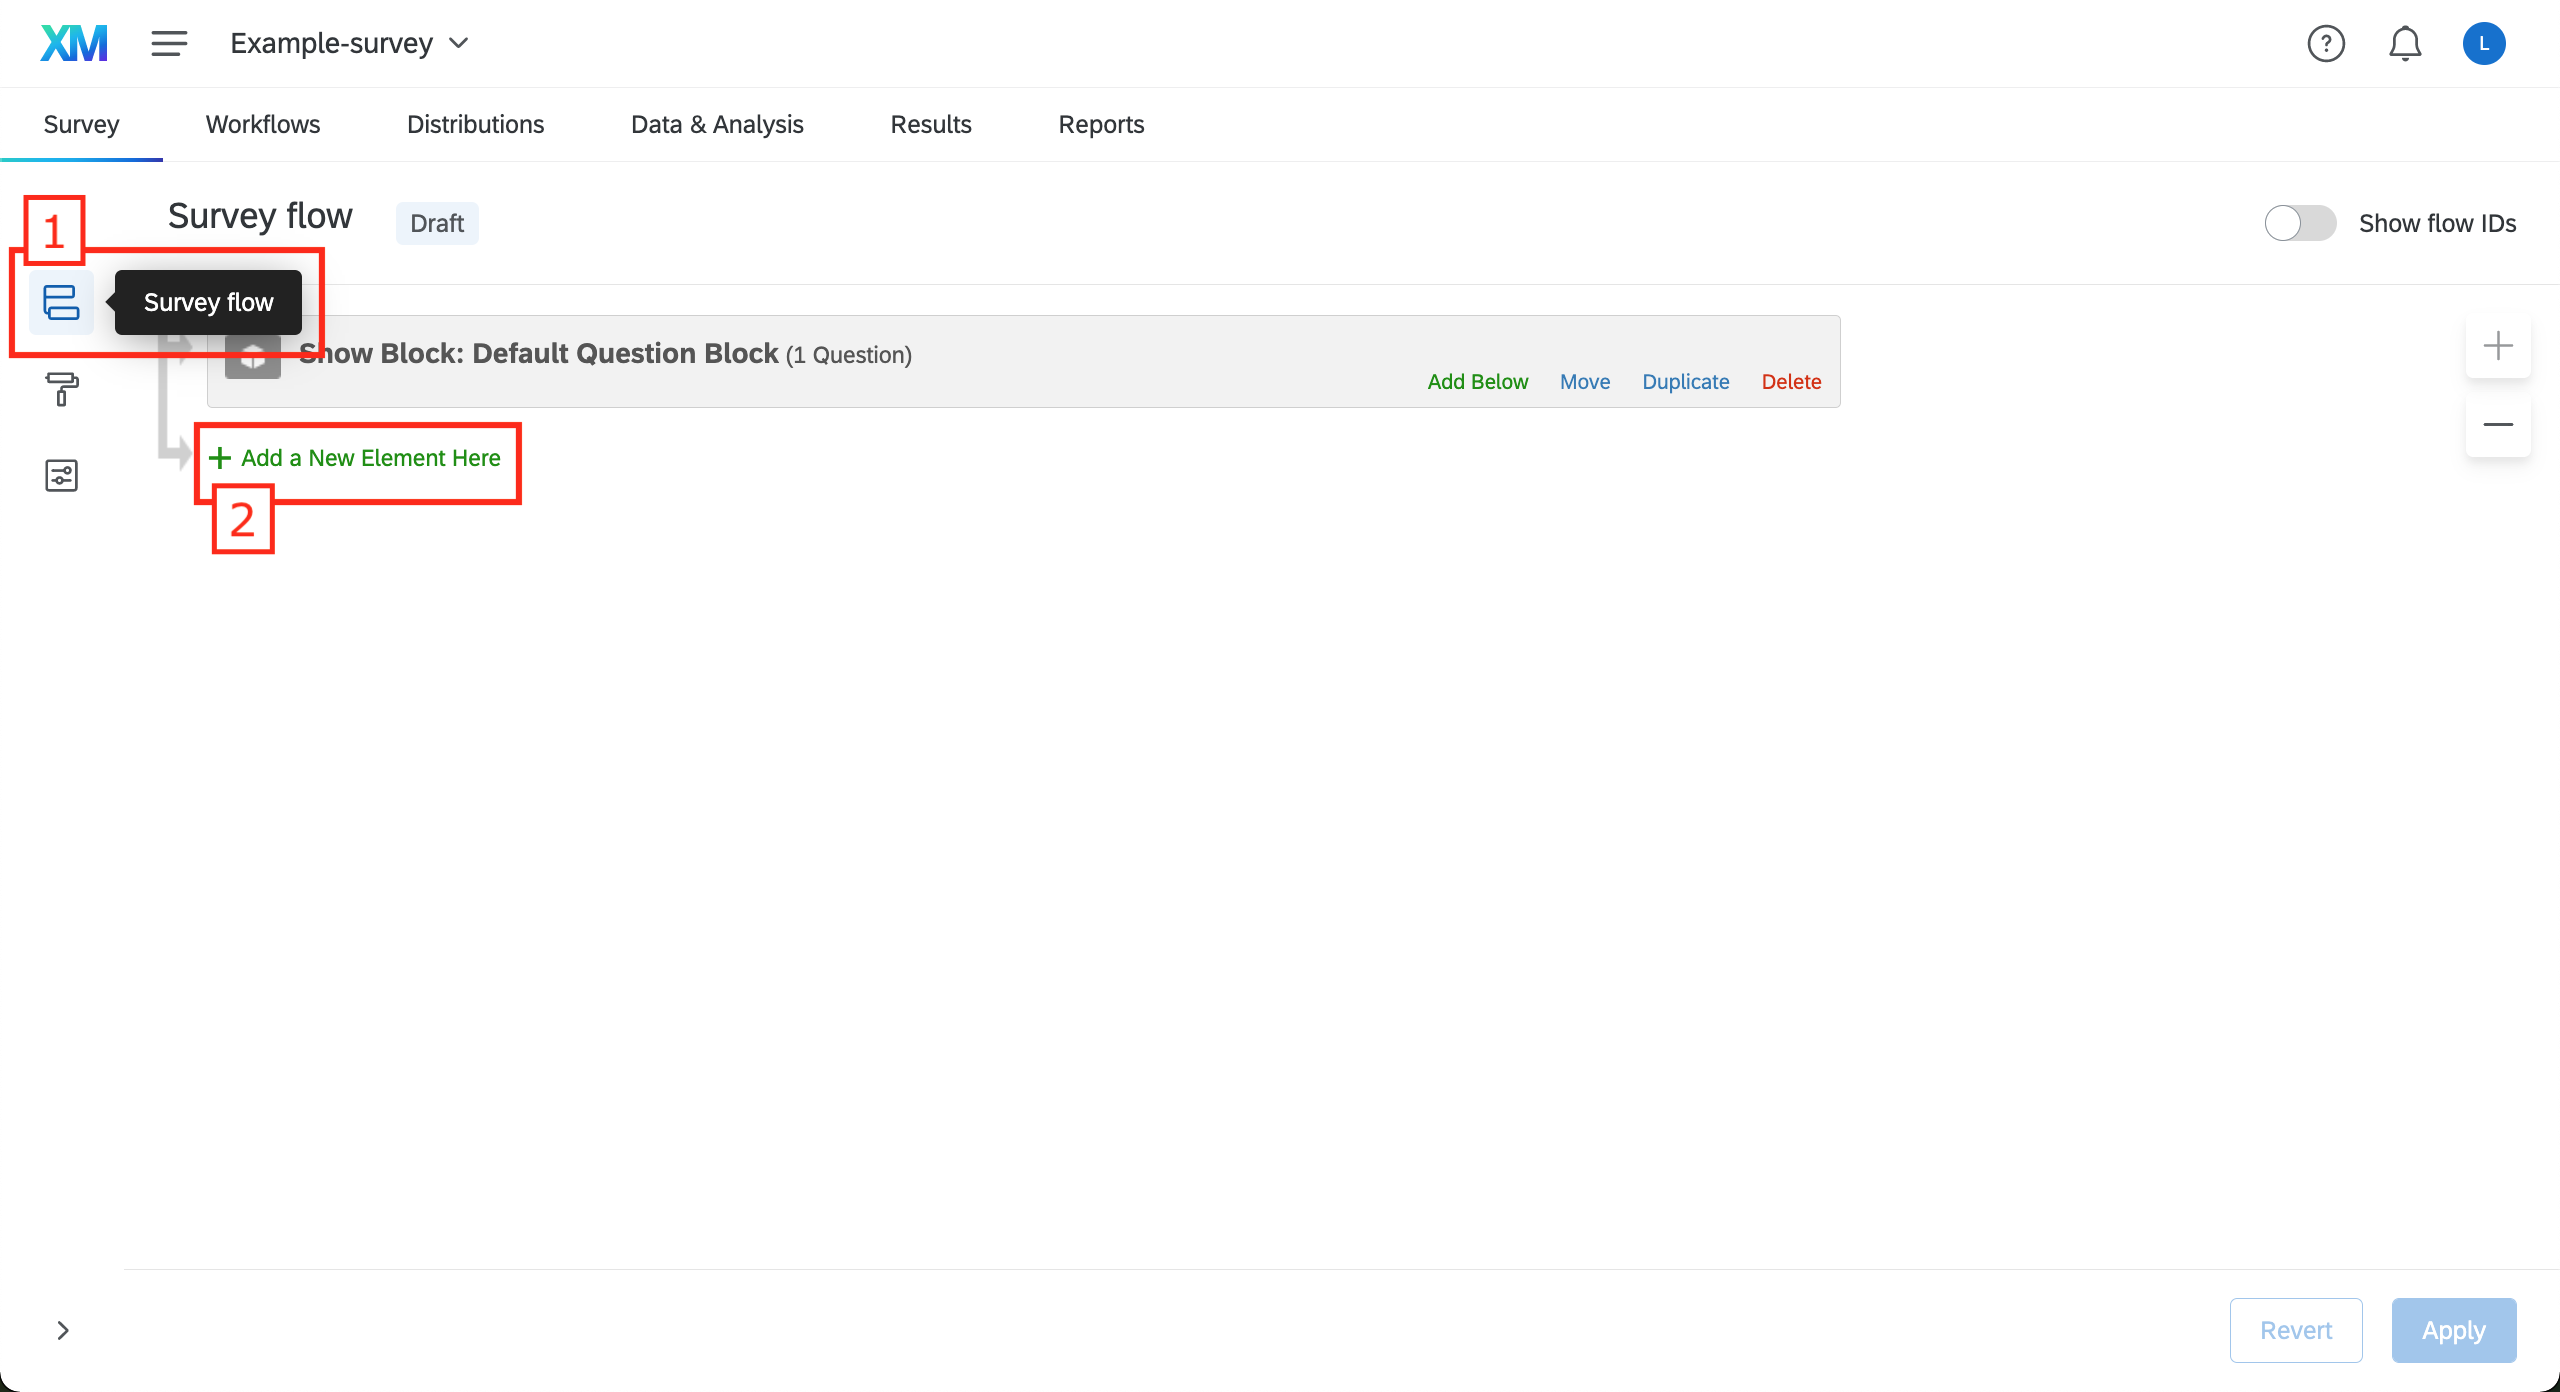 XM
Example-survey
?
L
Survey
Workflows
Distributions
Data & Analysis
Results
Reports
1
Survey flow
Draft
Show flow IDs
Survey flow
Show Block: Default Question Block (1 Question)
Add Below
Move
Duplicate
Delete
Add a New Element Here
2
Revert
Apply